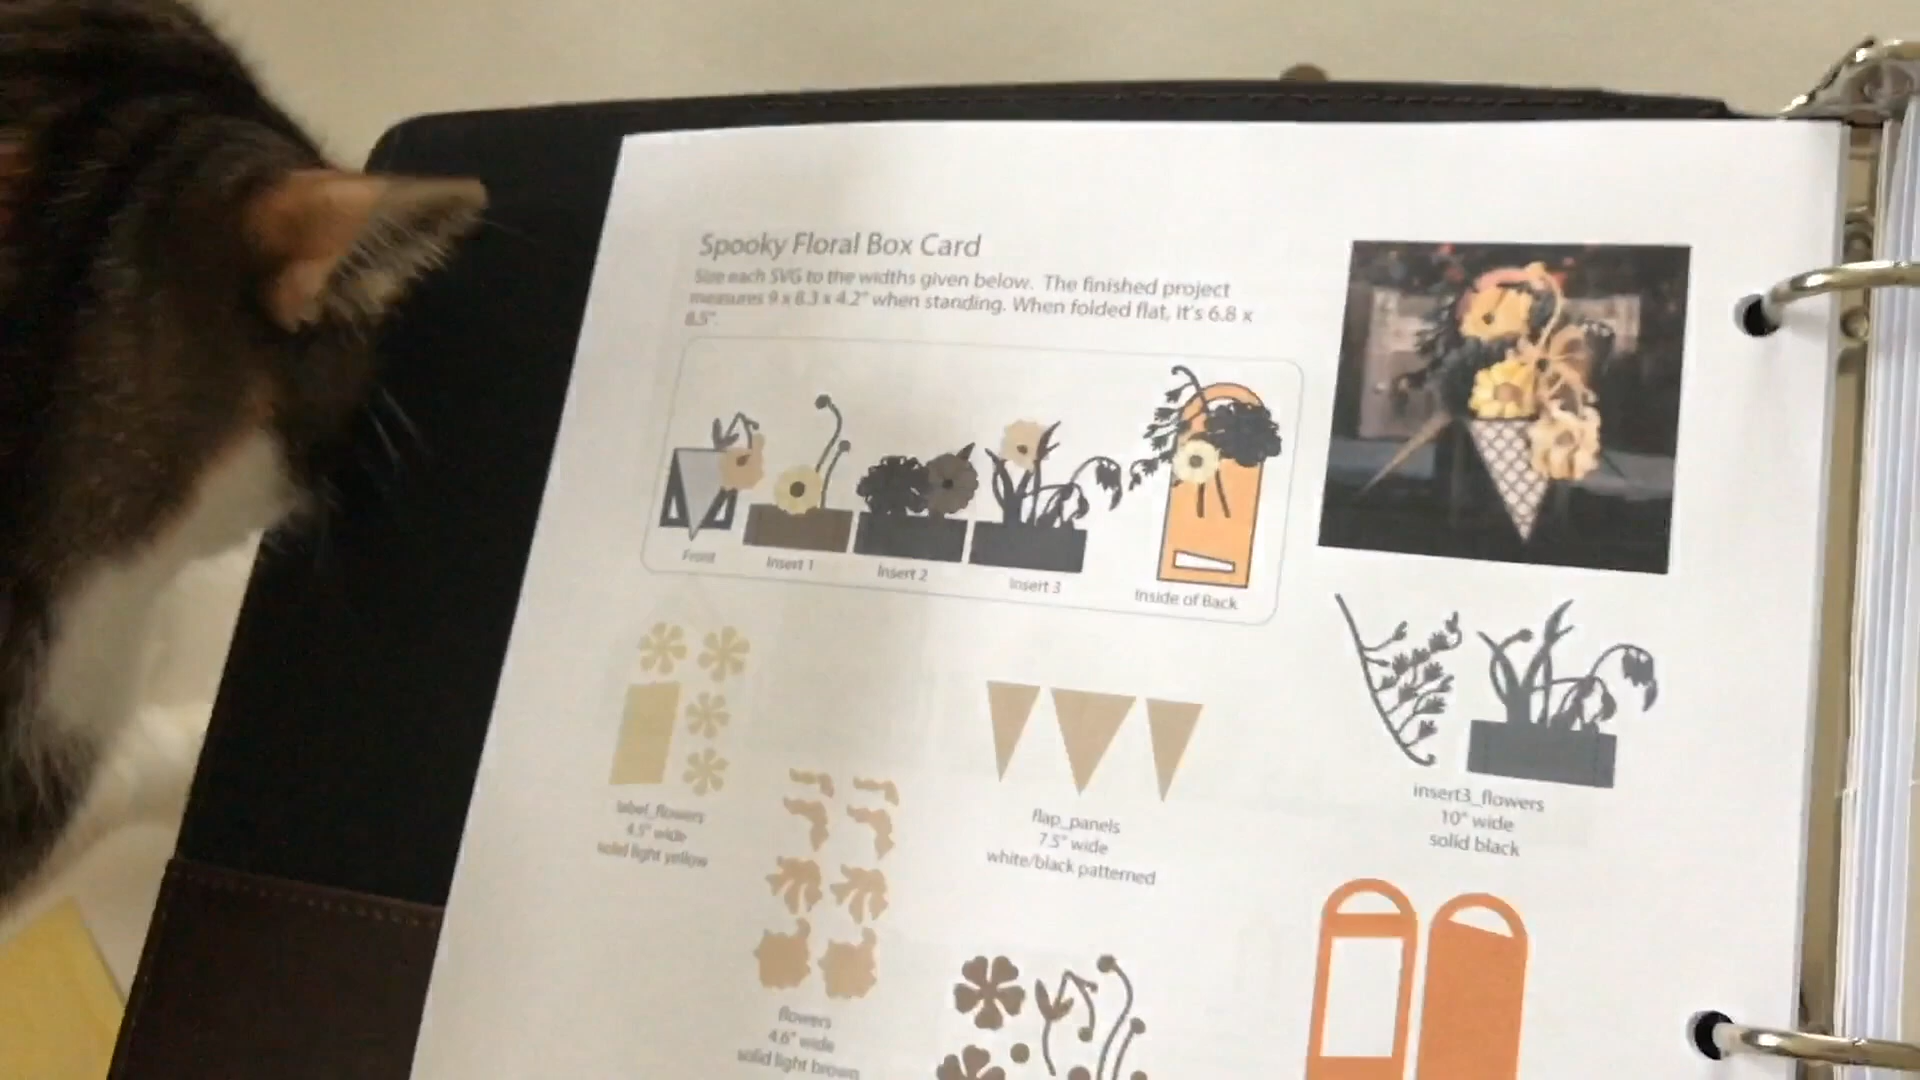 Spooky Floral Box Card
Size each SVG to the widths given below. The finished project
measures 9 x 8.3 x 4.2" when standing. When folded flat, it's 6.8 x
8.5".
Front
Insert 1
Insert 2
Insert 3
Inside of Back
label_flowers
4.5" wide
solid light yellow
flap_panels
7.5" wide
white/black patterned
insert3_flowers
10" wide
solid black
flowers
4.6" wide
solid light brown